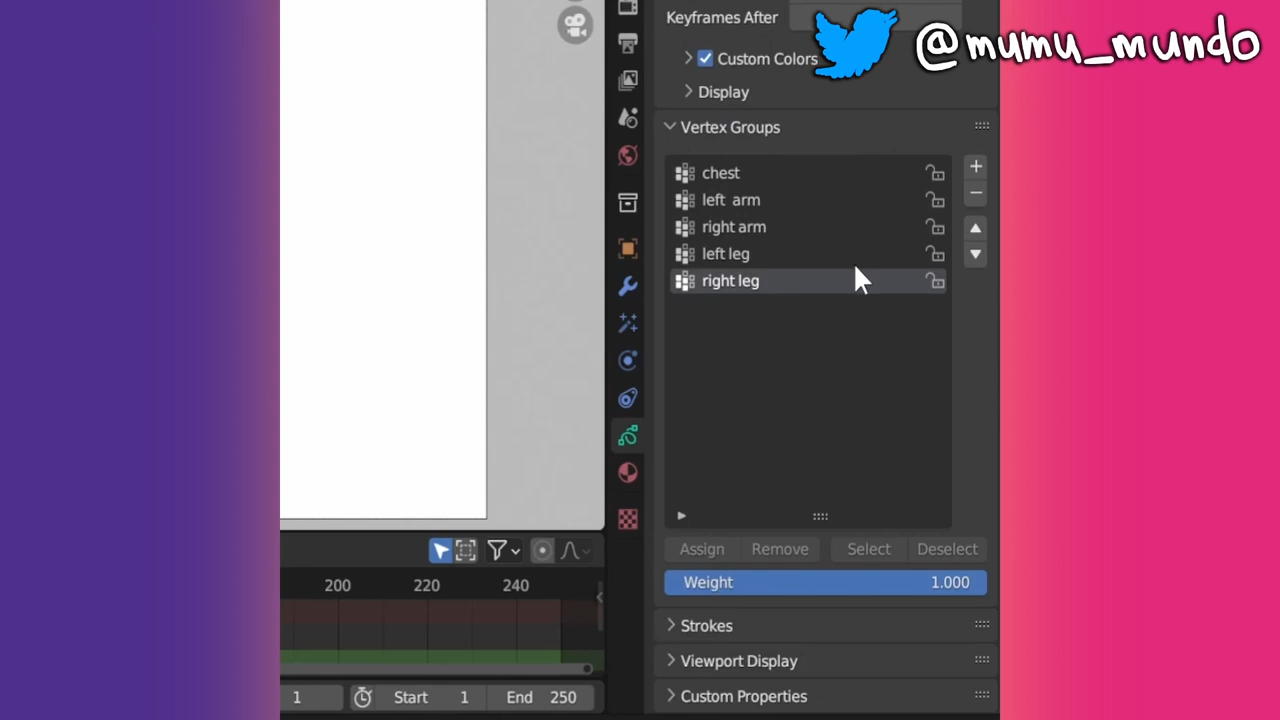 Keyframes After
@mumu_mundo
Custom Colors
Display
Vertex Groups
chest
left  arm
right arm
left leg
right leg
Assign Remove Select Deselect
Weight 1.000
200 220 240
Strokes
Viewport Display
1 Start 1 End 250
Custom Properties